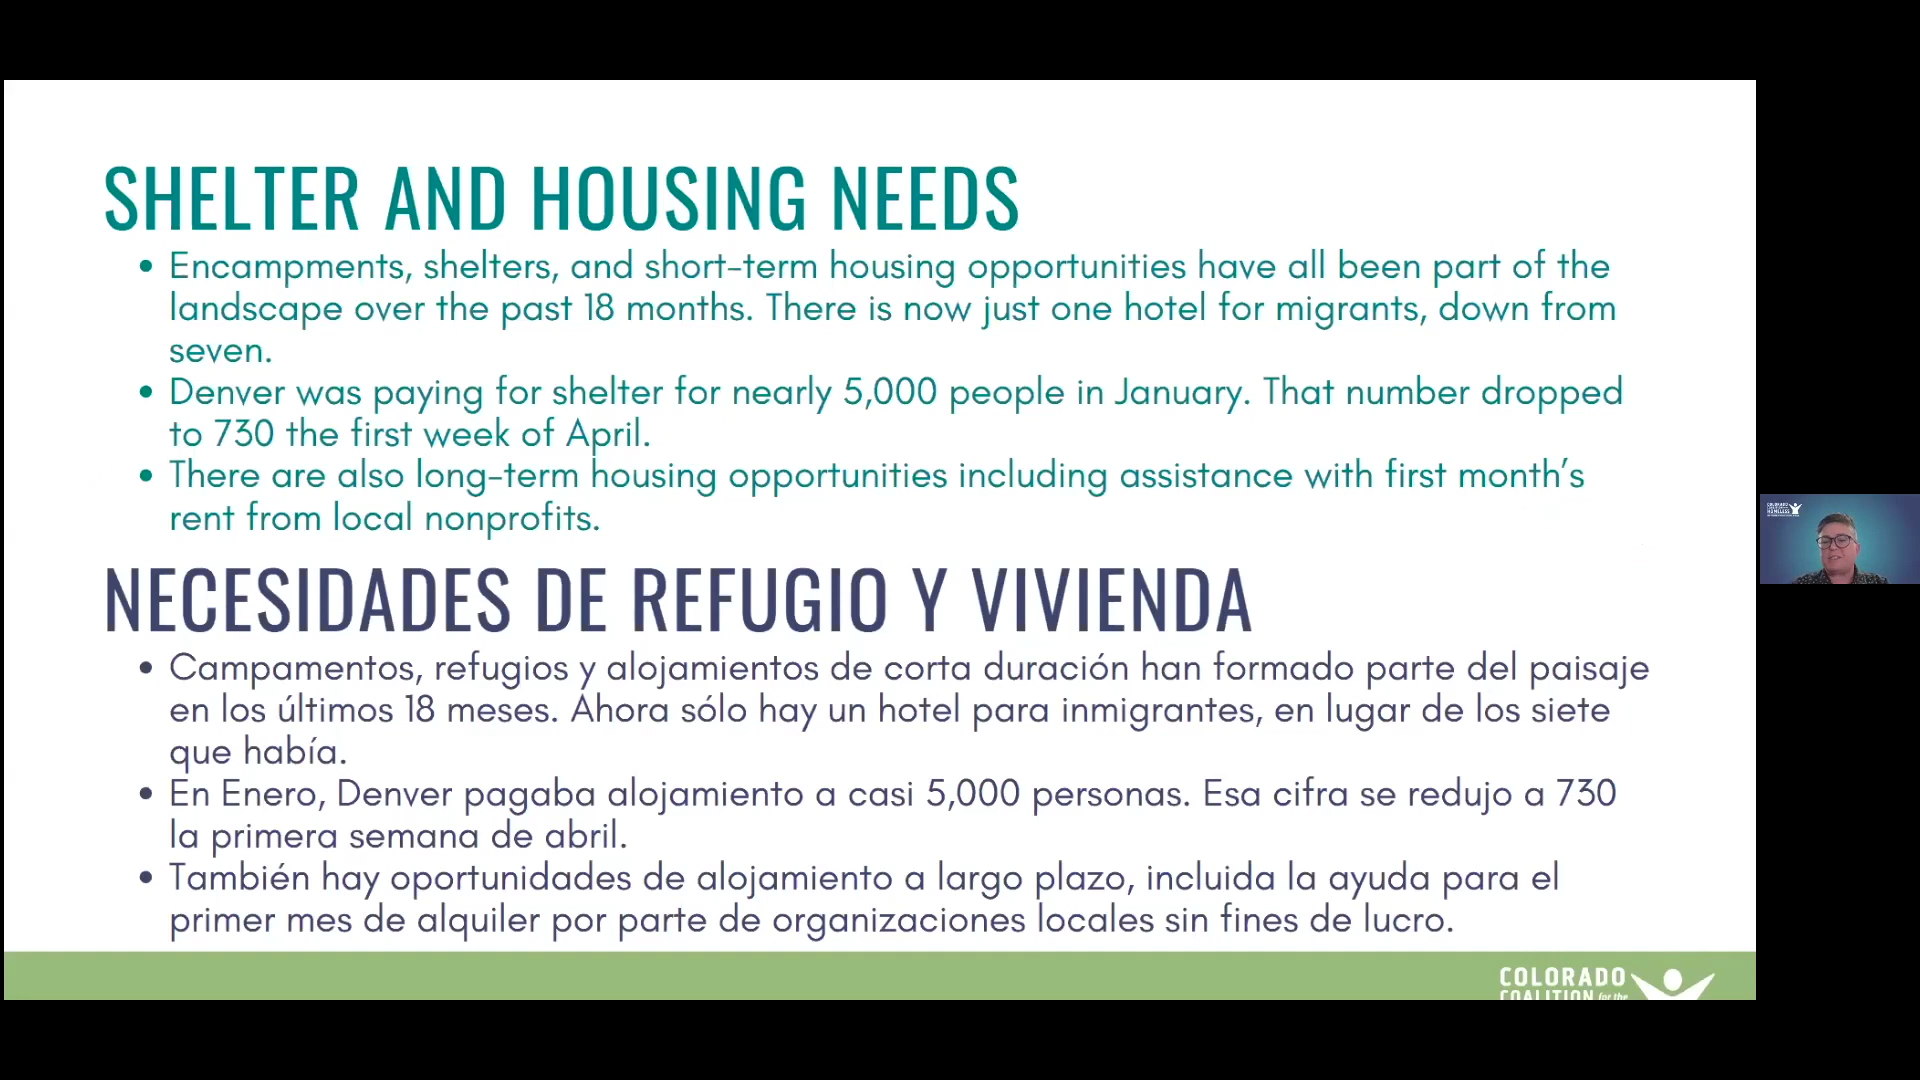 SHELTER AND HOUSING NEEDS
• Encampments, shelters, and short-term housing opportunities have all been part of the
landscape over the past 18 months. There is now just one hotel for migrants, down from
seven.
• Denver was paying for shelter for nearly 5,000 people in January. That number dropped
to 730 the first week of April.
• There are also long-term housing opportunities including assistance with first month’s
rent from local nonprofits.
NECESIDADES DE REFUGIO Y VIVIENDA
• Campamentos, refugios y alojamientos de corta duración han formado parte del paisaje
en los últimos 18 meses. Ahora sólo hay un hotel para inmigrantes, en lugar de los siete
que había.
• En Enero, Denver pagaba alojamiento a casi 5,000 personas. Esa cifra se redujo a 730
la primera semana de abril.
• También hay oportunidades de alojamiento a largo plazo, incluida la ayuda para el
primer mes de alquiler por parte de organizaciones locales sin fines de lucro.
COLORADO
COALITION for the
COLORADO
HOMELESS